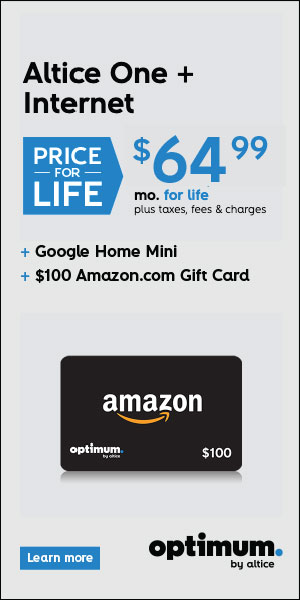 Altice One +
Internet
PRICE
FOR
LIFE
$64.99
mo. for life
plus taxes, fees & charges
+ Google Home Mini
+ $100 Amazon.com Gift Card
amazon
optimum.
by altice
$100
Learn more
optimum.
by altice